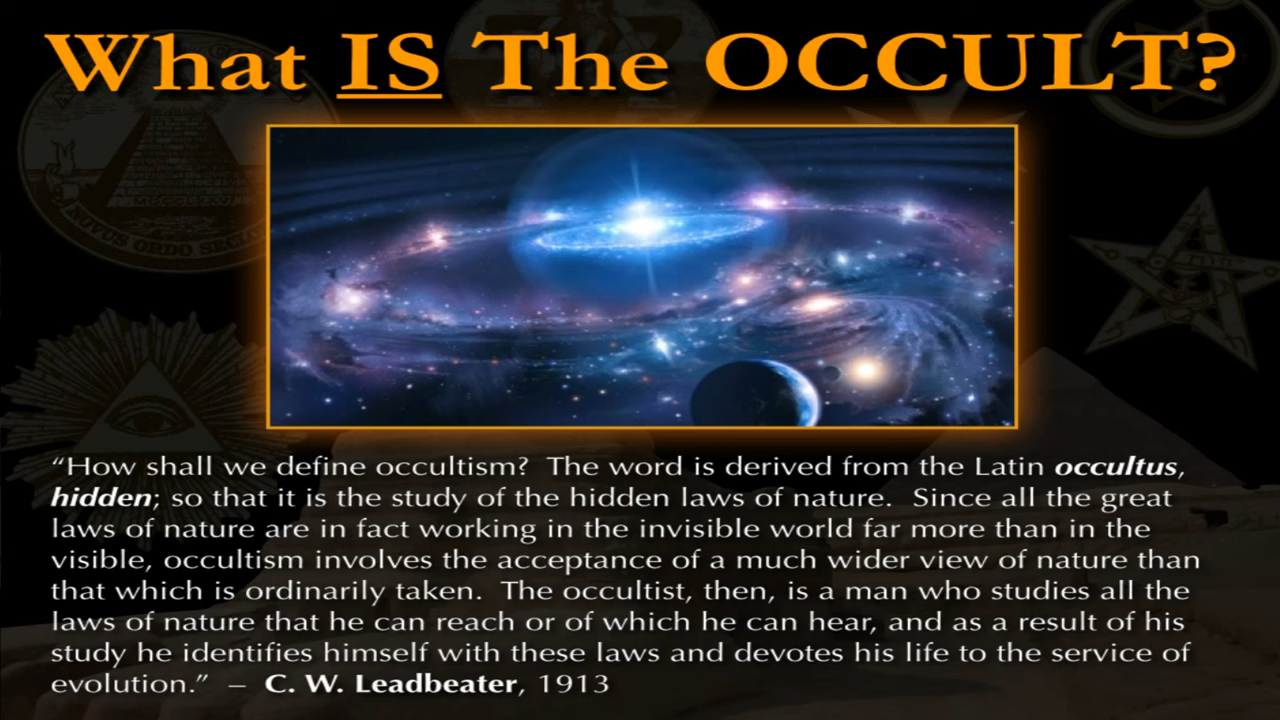 What IS The OCCULT?
NOVUS ORDO SECLO
“How shall we define occultism?  The word is derived from the Latin occultus,
hidden; so that it is the study of the hidden laws of nature.  Since all the great
laws of nature are in fact working in the invisible world far more than in the
visible, occultism involves the acceptance of a much wider view of nature than
that which is ordinarily taken.  The occultist, then, is a man who studies all the
laws of nature that he can reach or of which he can hear, and as a result of his
study he identifies himself with these laws and devotes his life to the service of
evolution.”  –  C. W. Leadbeater, 1913